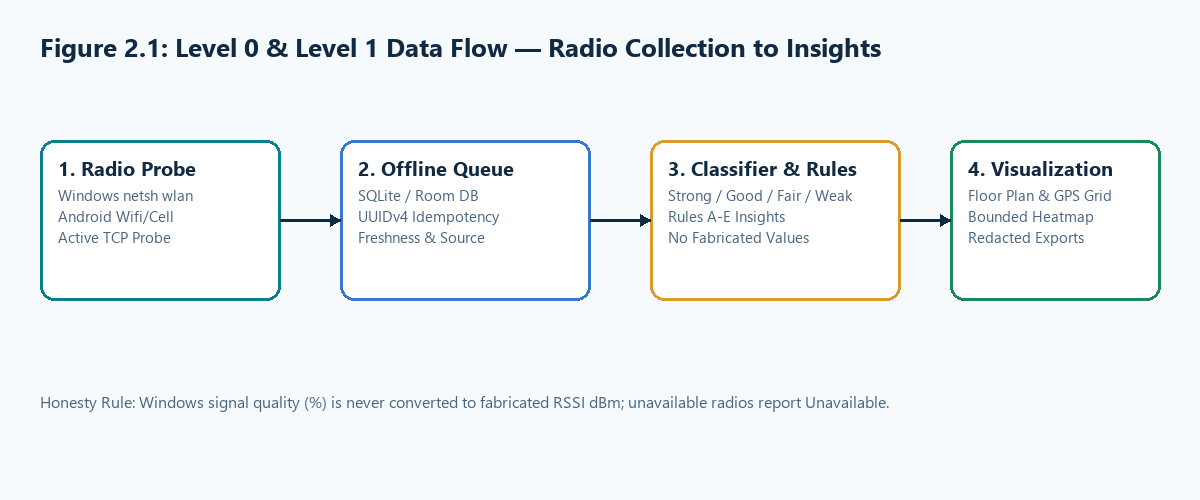 Figure 2.1: Level 0 & Level 1 Data Flow — Radio Collection to Insights
1. Radio Probe
Windows netsh wlan
Android Wifi/Cell
Active TCP Probe
2. Offline Queue
SQLite / Room DB
UUIDv4 Idempotency
Freshness & Source
3. Classifier & Rules
Strong / Good / Fair / Weak
Rules A-E Insights
No Fabricated Values
4. Visualization
Floor Plan & GPS Grid
Bounded Heatmap
Redacted Exports
Honesty Rule: Windows signal quality (%) is never converted to fabricated RSSI dBm; unavailable radios report Unavailable.